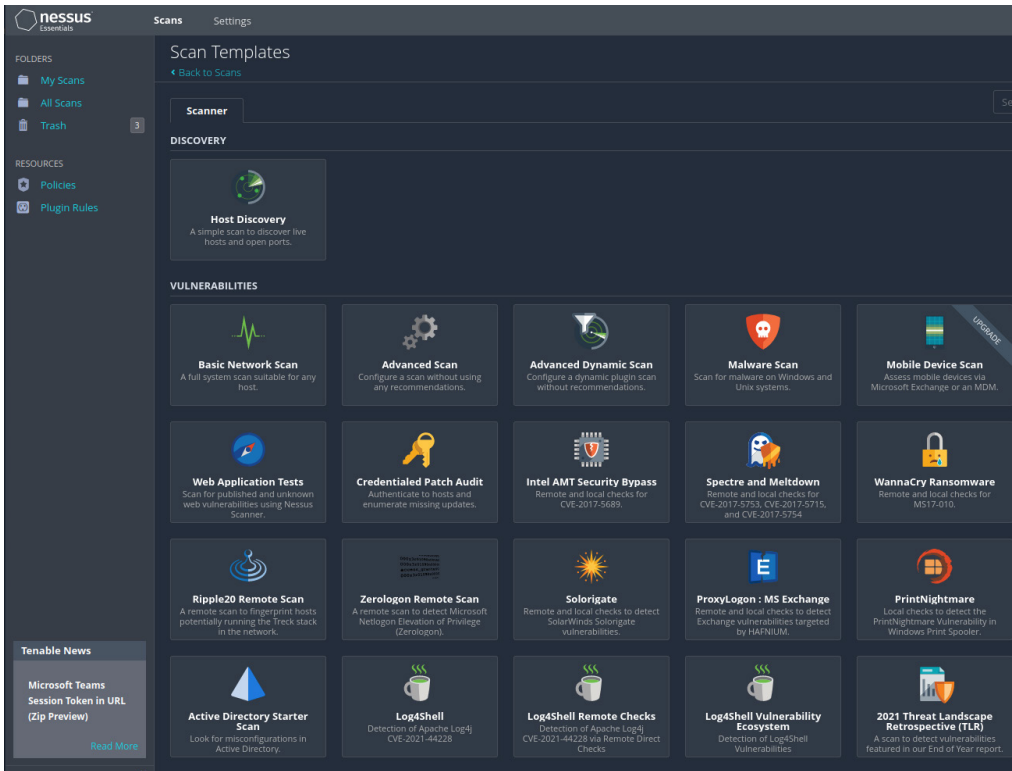 nessus
Essentials
Scans
Settings
FOLDERS
My Scans
All Scans
Trash
3
RESOURCES
Policies
Plugin Rules
Tenable News
Microsoft Teams
Session Token in URL
(Zip Preview)
Read More
Scan Templates
Back to Scans
Scanner
Se
DISCOVERY
Host Discovery
A simple scan to discover live
hosts and open ports.
VULNERABILITIES
Basic Network Scan
A full system scan suitable for any
host.
Advanced Scan
Configure a scan without using
any recommendations.
Advanced Dynamic Scan
Configure a dynamic plugin scan
without recommendations.
Malware Scan
Scan for malware on Windows and
Unix systems.
UPGRADE
Mobile Device Scan
Assess mobile devices via
Microsoft Exchange or an MDM.
Web Application Tests
Scan for published and unknown
web vulnerabilities using Nessus
Scanner.
Credentialed Patch Audit
Authenticate to hosts and
enumerate missing updates.
Intel AMT Security Bypass
Remote and local checks for
CVE-2017-5689.
Spectre and Meltdown
Remote and local checks for
CVE-2017-5753, CVE-2017-5715,
and CVE-2017-5754
WannaCry Ransomware
Remote and local checks for
MS17-010.
Ripple20 Remote Scan
A remote scan to fingerprint hosts
potentially running the Treck stack
in the network.
Zerologon Remote Scan
A remote scan to detect Microsoft
Netlogon Elevation of Privilege
(Zerologon).
Solorigate
Remote and local checks to detect
SolarWinds Solorigate
vulnerabilities.
E
ProxyLogon : MS Exchange
Remote and local checks to detect
Exchange vulnerabilities targeted
by HAFNIUM.
PrintNightmare
Local checks to detect the
PrintNightmare Vulnerability in
Windows Print Spooler.
Active Directory Starter
Scan
Look for misconfigurations in
Active Directory.
Log4Shell
Detection of Apache Log4j
CVE-2021-44228
Log4Shell Remote Checks
Detection of Apache Log4j
CVE-2021-44228 via Remote Direct
Checks
Log4Shell Vulnerability
Ecosystem
Detection of Log4Shell
Vulnerabilities
2021 Threat Landscape
Retrospective (TLR)
A scan to detect vulnerabilities
featured in our End of Year report.